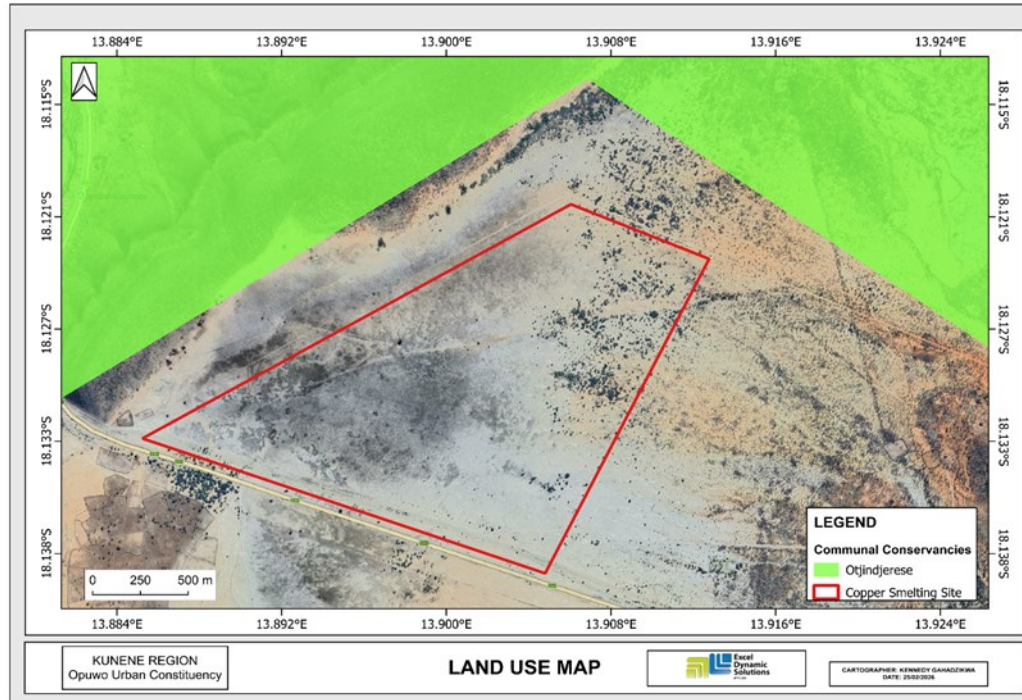 13.884°E 13.892°E 13.900°E 13.908°E 13.916°E 13.924°E
18.115°S 18.115°S
18.121°S 18.121°S
18.127°S 18.127°S
18.133°S 18.133°S
18.138°S 18.138°S
0 250 500 m
LEGEND
Communal Conservancies
Otjindjerese
Copper Smelting Site
13.884°E 13.892°E 13.900°E 13.908°E 13.916°E 13.924°E
KUNENE REGION
Opuwo Urban Constituency
LAND USE MAP
Excel
Dynamic
Solutions
CARTOGRAPHER: KENNEDY GAHADZIKWA
DATE: 25/02/2026